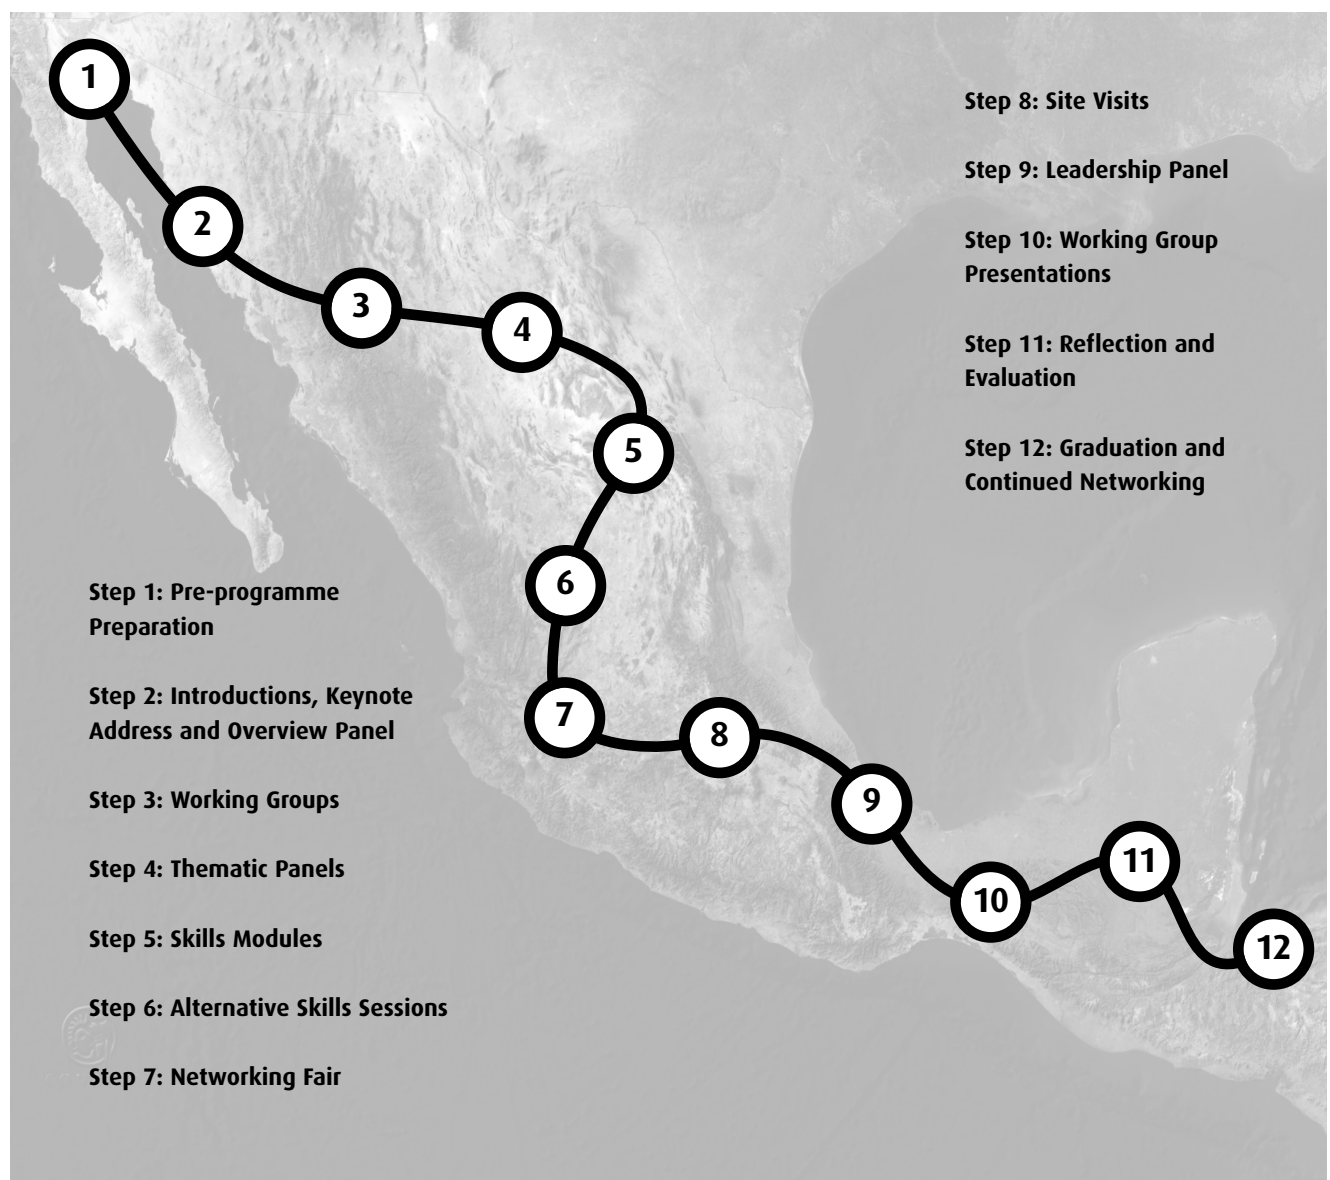 1
2
3
4
5
6
7
8
9
10
11
12
Step 1: Pre-programme
Preparation
Step 2: Introductions, Keynote
Address and Overview Panel
Step 3: Working Groups
Step 4: Thematic Panels
Step 5: Skills Modules
Step 6: Alternative Skills Sessions
Step 7: Networking Fair
Step 8: Site Visits
Step 9: Leadership Panel
Step 10: Working Group
Presentations
Step 11: Reflection and
Evaluation
Step 12: Graduation and
Continued Networking